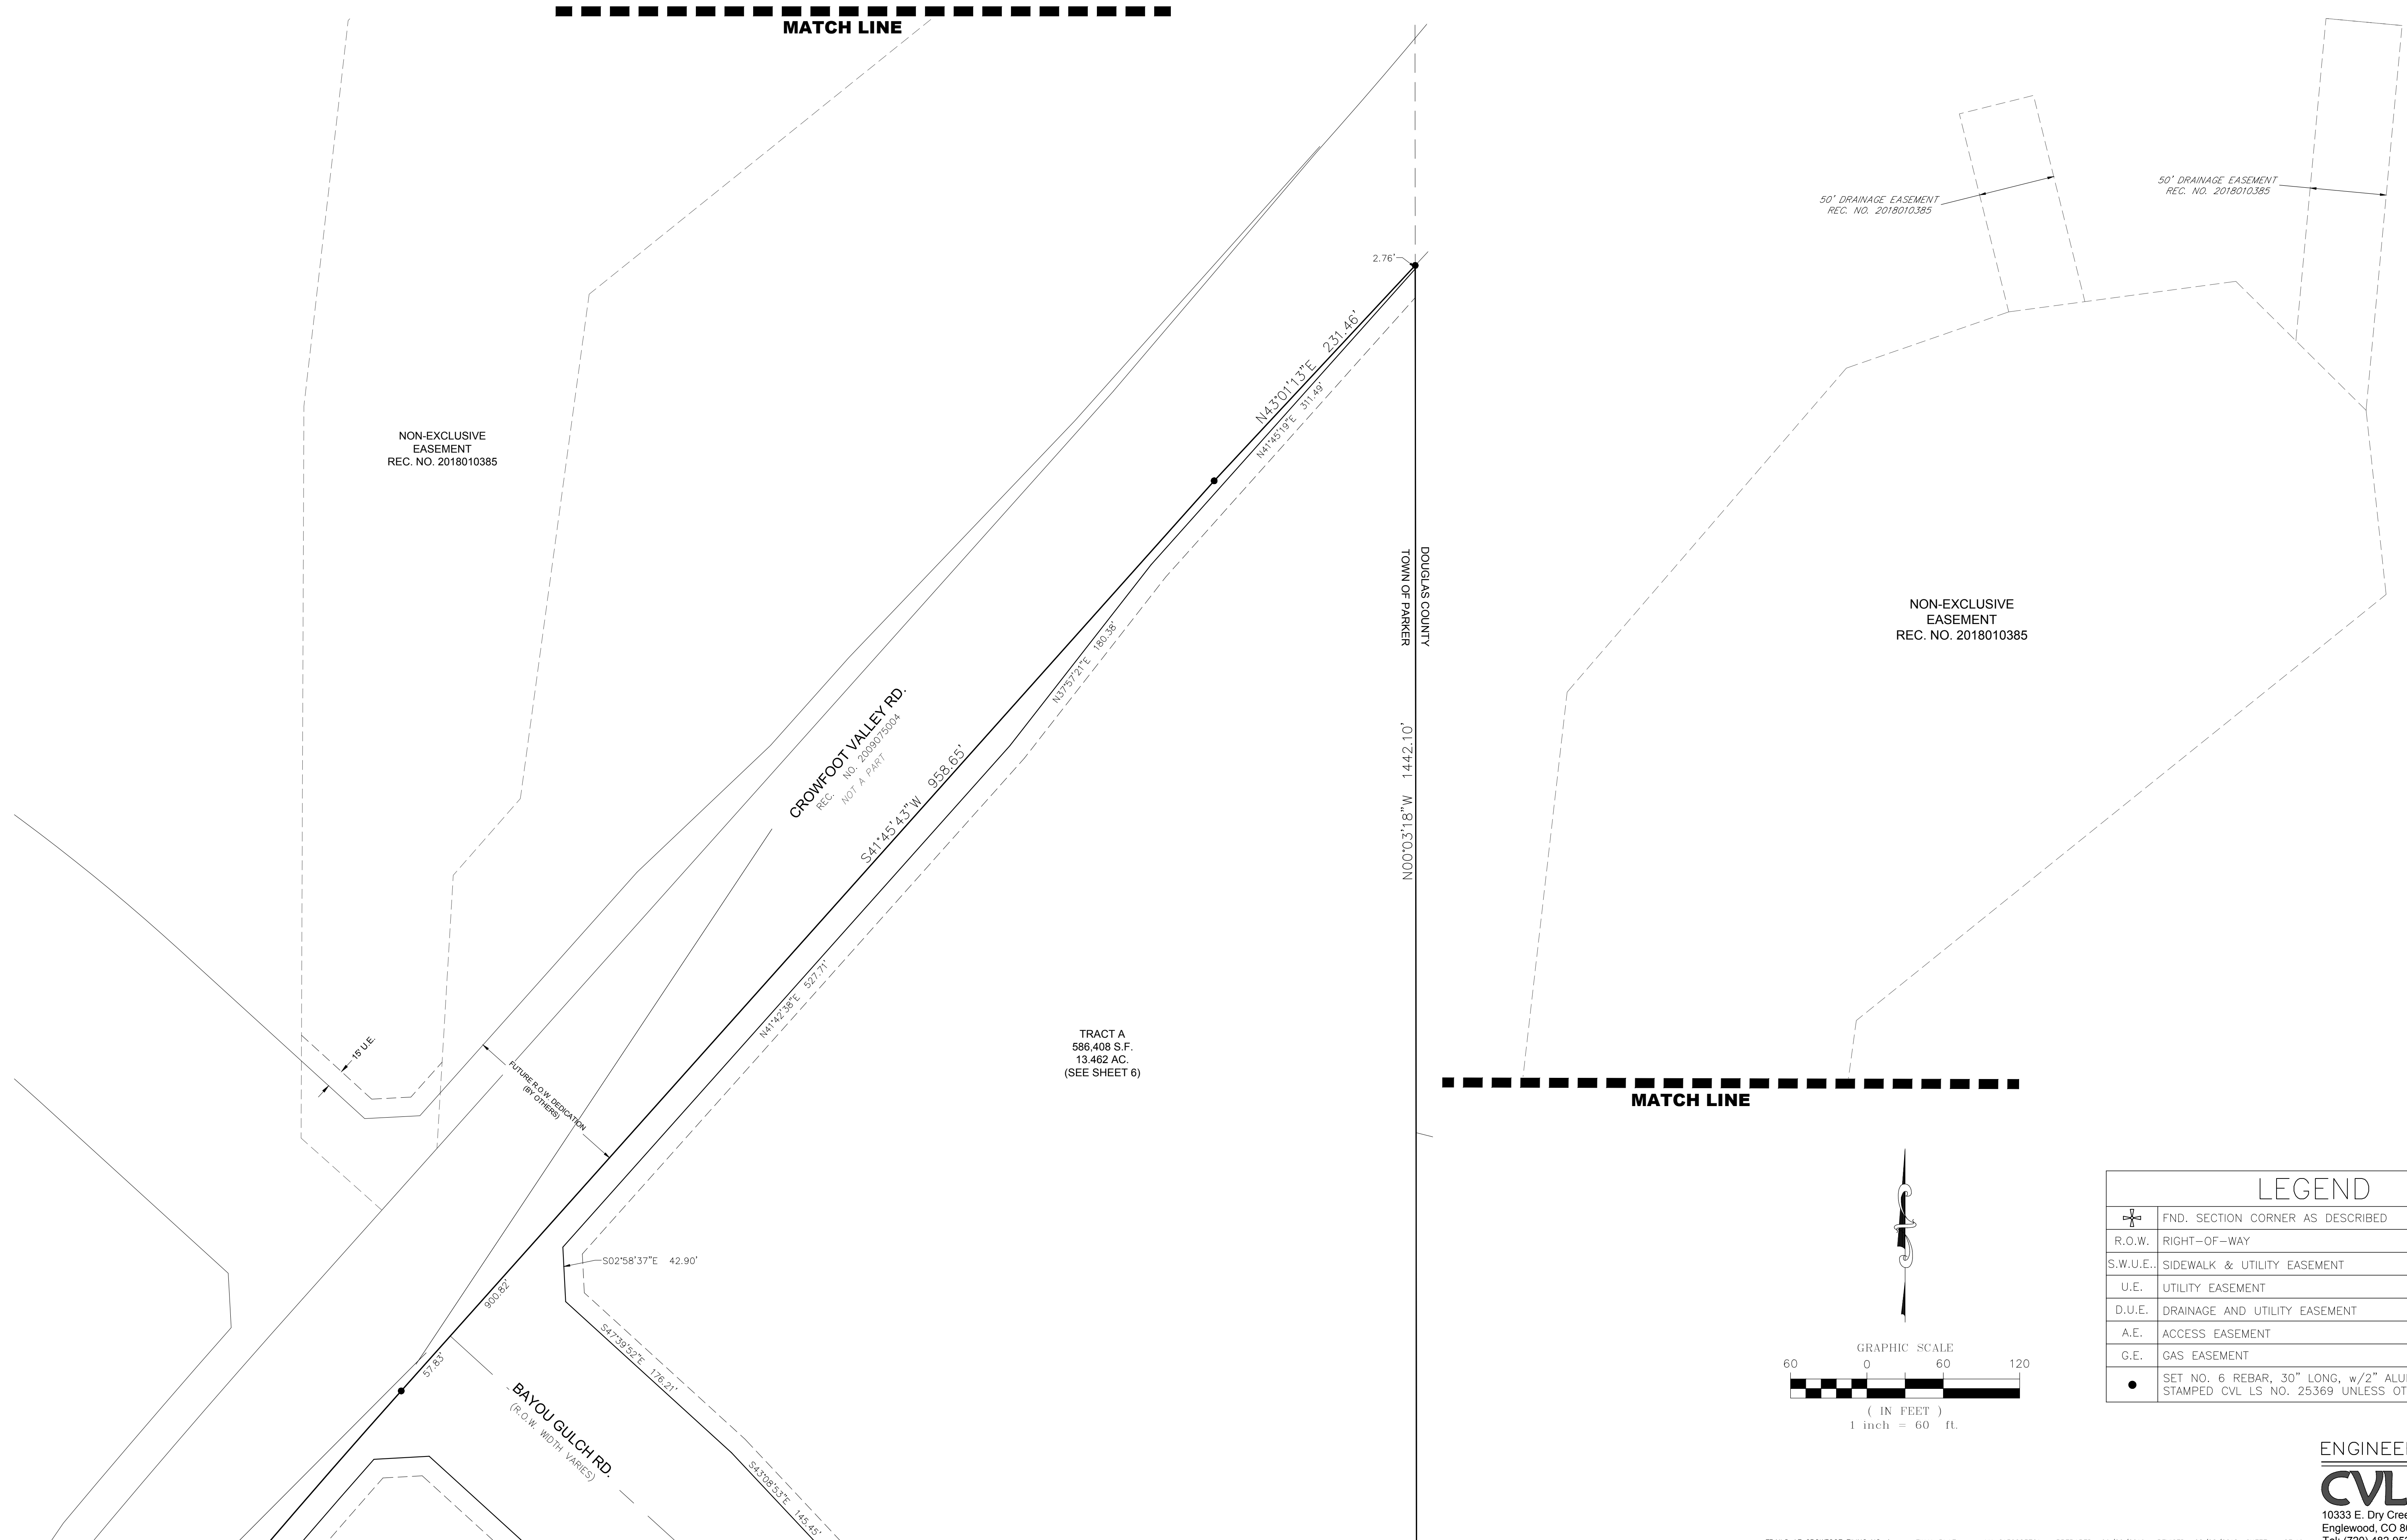 MATCH LINE
50' DRAINAGE EASEMENT
REC. NO. 2018010385
50' DRAINAGE EASEMENT
REC. NO. 2018010385
2.76'
N43°01'13"E 231.46'
N41°45'19"E 311.49'
NON-EXCLUSIVE
EASEMENT
REC. NO. 2018010385
DOUGLAS COUNTY
TOWN OF PARKER
N00°03'18"W 1442.10'
NON-EXCLUSIVE
EASEMENT
REC. NO. 2018010385
N37°57'21"E 180.38'
CROWFOOT VALLEY RD.
REC. NO. 2009075004
NOT A PART
S41°45'43"W 958.65'
N41°42'38"E 527.71'
15' U.E.
FUTURE R.O.W. DEDICATION
(BY OTHERS)
TRACT A
586,408 S.F.
13.462 AC.
(SEE SHEET 6)
MATCH LINE
S02°58'37"E 42.90'
900.82'
57.83'
S47°39'52"E 176.21'
BAYOU GULCH RD.
(R.O.W. WIDTH VARIES)
S43°08'53"E 145.45'
GRAPHIC SCALE
60 0 60 120
( IN FEET )
1 inch = 60 ft.
LEGEND
FND. SECTION CORNER AS DESCRIBED
R.O.W. RIGHT-OF-WAY
S.W.U.E.. SIDEWALK & UTILITY EASEMENT
U.E. UTILITY EASEMENT
D.U.E. DRAINAGE AND UTILITY EASEMENT
A.E. ACCESS EASEMENT
G.E. GAS EASEMENT
SET NO. 6 REBAR, 30" LONG, w/2"
STAMPED CVL LS NO. 25369 UNLESS
CVL
10333 E. Dry
Englewood, CO